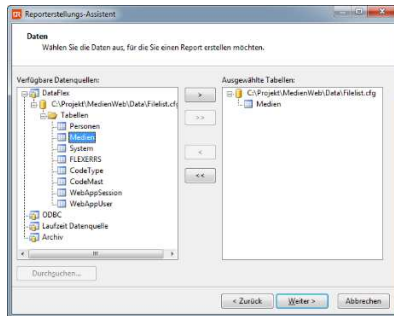 Reporterstellungs-Assistent
Daten
Wählen Sie die Daten aus, für die Sie einen Report erstellen möchten.
Verfügbare Datenquellen:
DataFlex
C:\Projekt\MedienWeb\Data\Filelist.cfg
Tabellen
Personen
Medien
System
FLEXERRS
CodeType
CodeMast
WebAppSession
WebAppUser
ODBC
Laufzeit Datenquelle
Archiv
Durchsuchen...
>
>>
<
<<
Ausgewählte Tabellen:
C:\Projekt\MedienWeb\Data\Filelist.cfg
Medien
< Zurück
Weiter >
Abbrechen